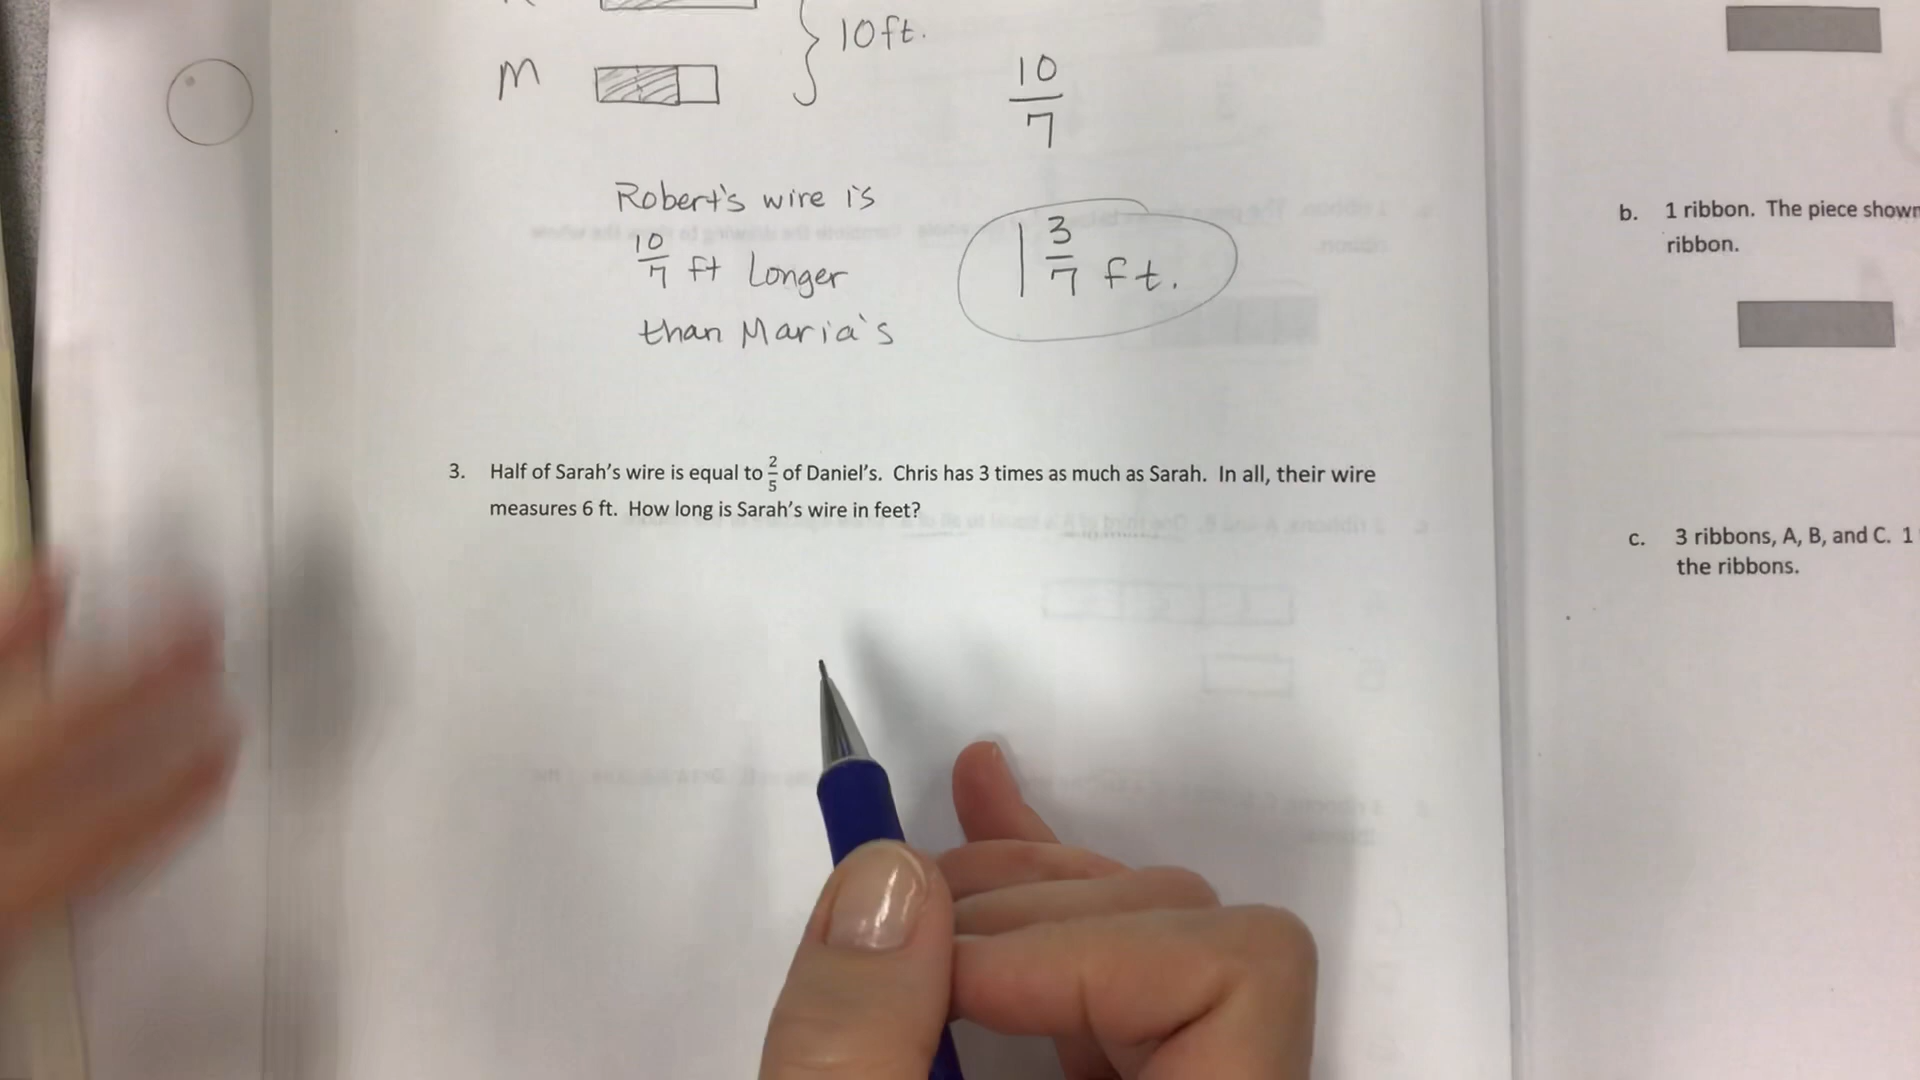 10ft.
M
10
7
Robert's wire is
10
7 ft Longer
than Maria's
1 3/7 ft.
3. Half of Sarah's wire is equal to 2/5 of Daniel's. Chris has 3 times as much as Sarah. In all, their wire
measures 6 ft. How long is Sarah's wire in feet?
b. 1 ribbon. The piece shown
ribbon.
c. 3 ribbons, A, B, and C. 1
the ribbons.